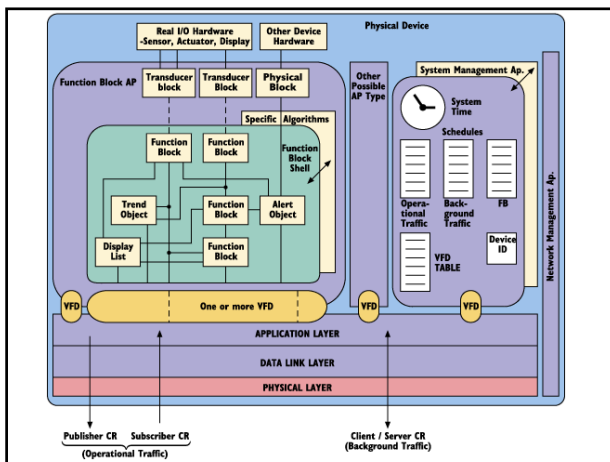 Physical Device
Real I/O Hardware
-Sensor, Actuator, Display
Other Device
Hardware
Function Block AP
Transducer
block
Transducer
Block
Physical
Block
Other
Possible
AP Type
System Management Ap.
System
Time
Specific Algorithms
Function
Block
Function
Block
Function
Block
Shell
Schedules
Trend
Object
Function
Block
Alert
Object
Opera-
tional
Traffic
Back-
ground
Traffic
FB
Display
List
Function
Block
VFD
TABLE
Device
ID
Network Management Ap.
VFD
One or more VFD
VFD
VFD
APPLICATION LAYER
DATA LINK LAYER
PHYSICAL LAYER
Publisher CR
Subscriber CR
(Operational Traffic)
Client / Server CR
(Background Traffic)